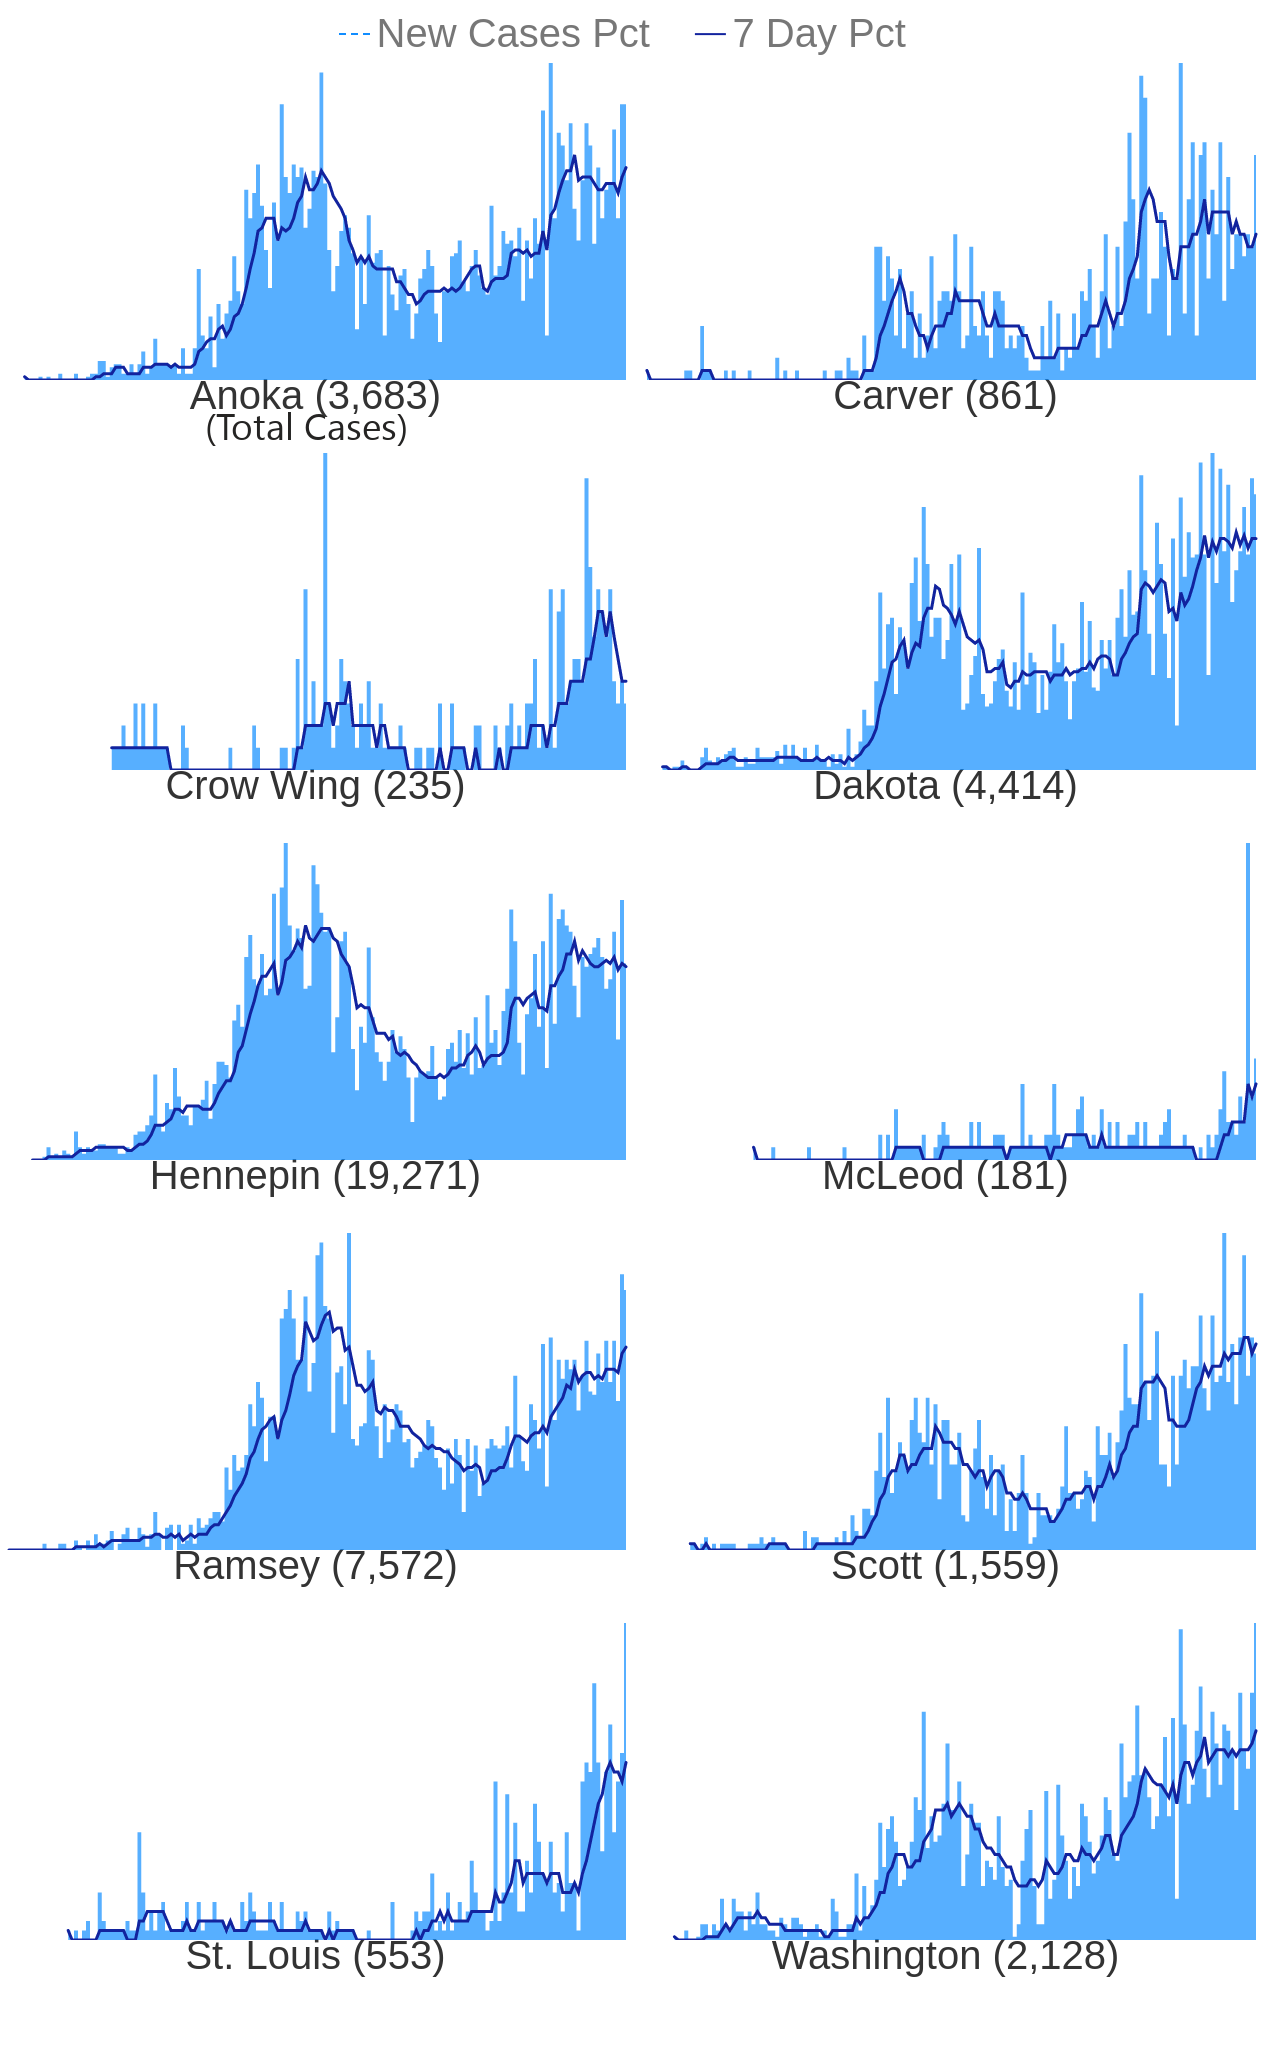 New Cases Pct 7 Day Pct
Anoka (3,683) Carver (861)
(Total Cases)
Crow Wing (235) Dakota (4,414)
Hennepin (19,271) McLeod (181)
Ramsey (7,572) Scott (1,559)
St. Louis (553) Washington (2,128)